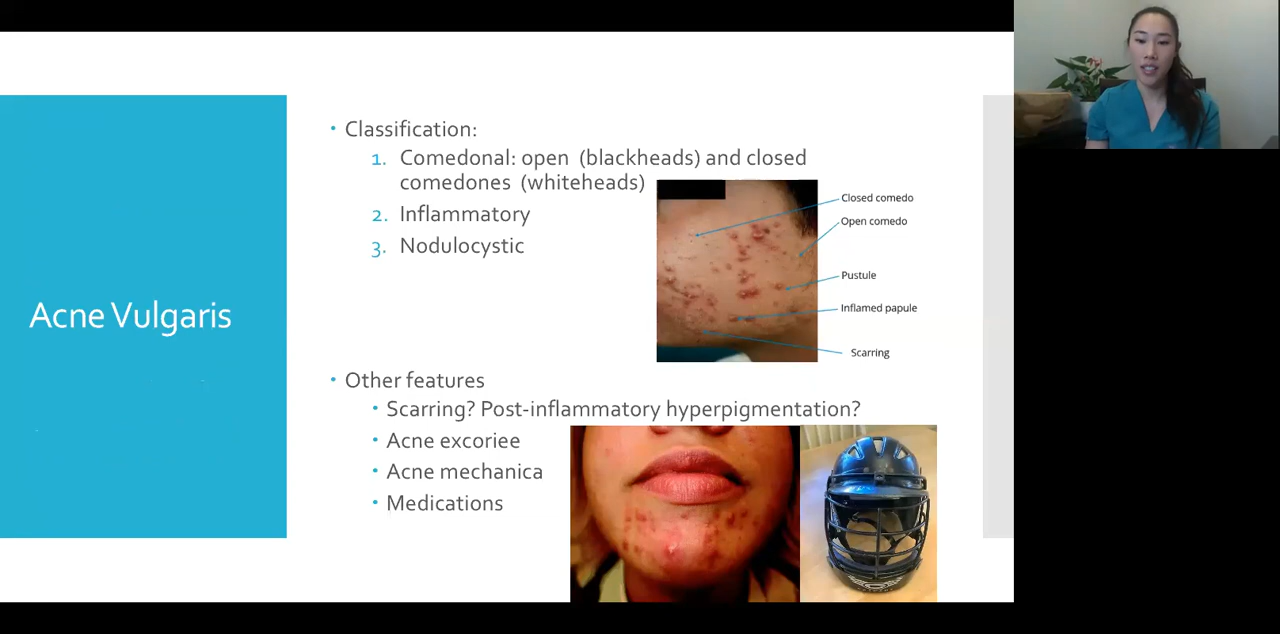 Acne Vulgaris
• Classification:
1. Comedonal: open (blackheads) and closed
comedones (whiteheads)
2. Inflammatory
3. Nodulocystic
Closed comedo
Open comedo
Pustule
Inflamed papule
Scarring
• Other features
• Scarring? Post-inflammatory hyperpigmentation?
• Acne excoriee
• Acne mechanica
• Medications